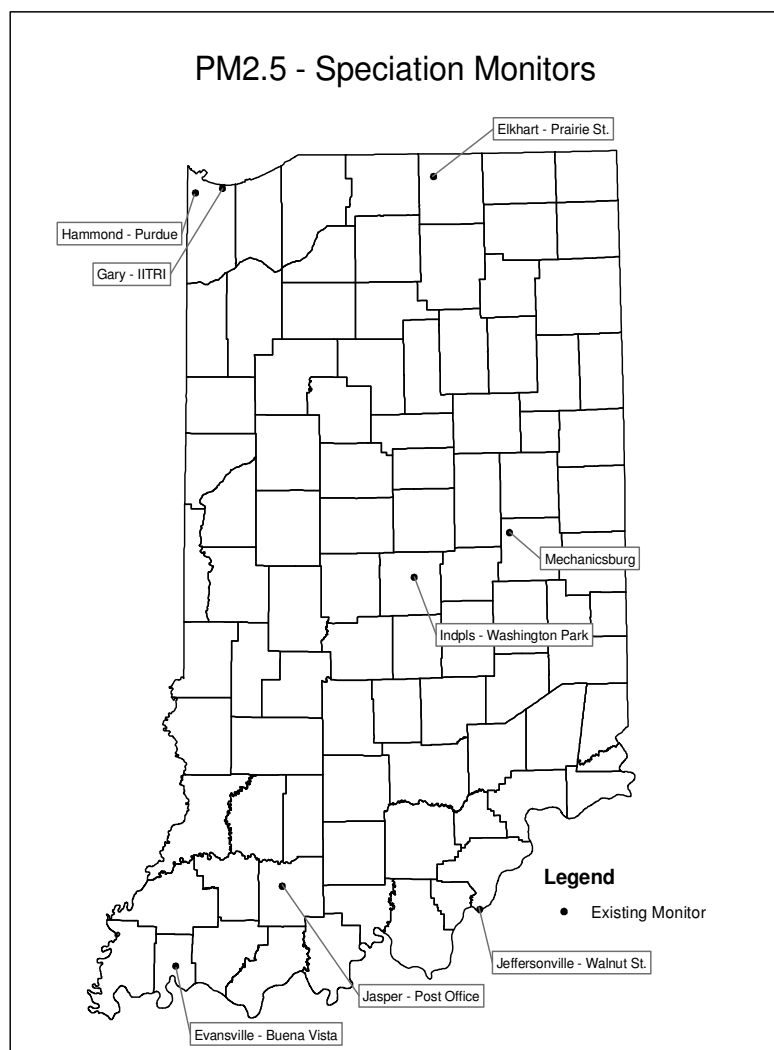 PM2.5 - Speciation Monitors
Elkhart - Prairie St.
Hammond - Purdue
Gary - IITRI
Mechanicsburg
Indpls - Washington Park
Legend
Existing Monitor
Jeffersonville - Walnut St.
Jasper - Post Office
Evansville - Buena Vista